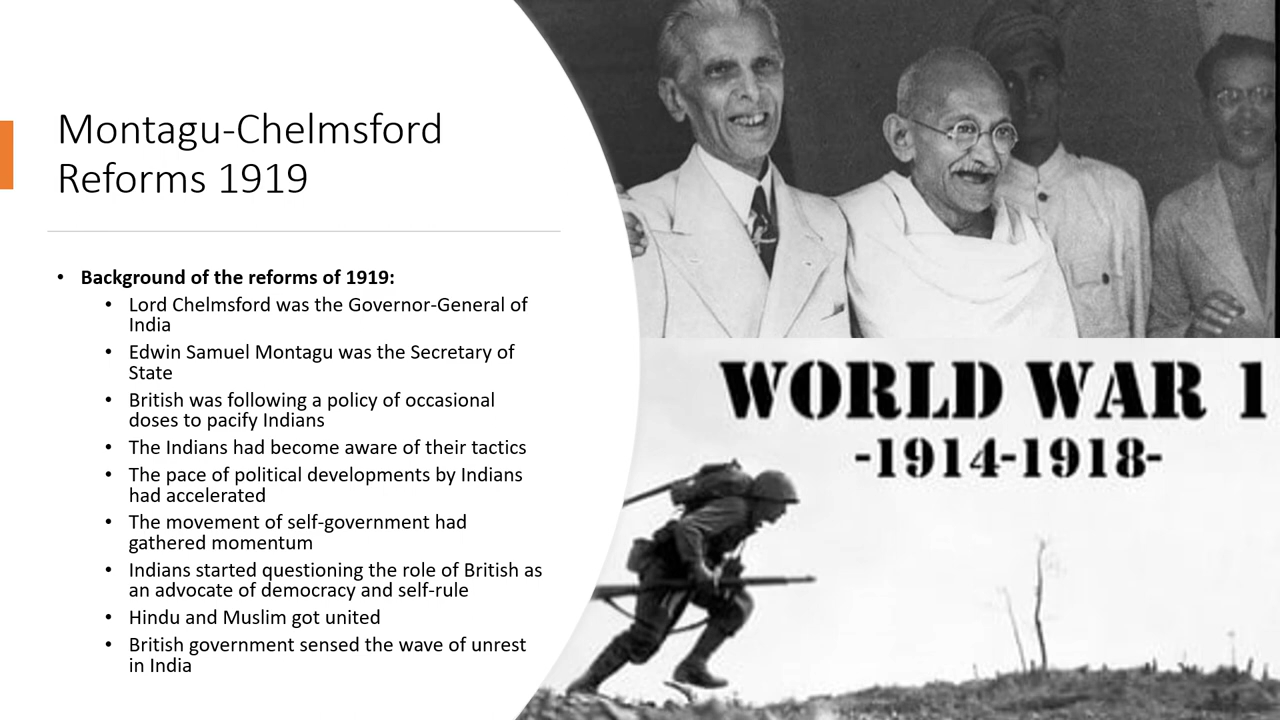 Montagu-Chelmsford
Reforms 1919
• Background of the reforms of 1919:
• Lord Chelmsford was the Governor-General of
India
• Edwin Samuel Montagu was the Secretary of
State
• British was following a policy of occasional
doses to pacify Indians
• The Indians had become aware of their tactics
• The pace of political developments by Indians
had accelerated
• The movement of self-government had
gathered momentum
• Indians started questioning the role of British as
an advocate of democracy and self-rule
• Hindu and Muslim got united
• British government sensed the wave of unrest
in India
WORLD WAR 1
-1914-1918-